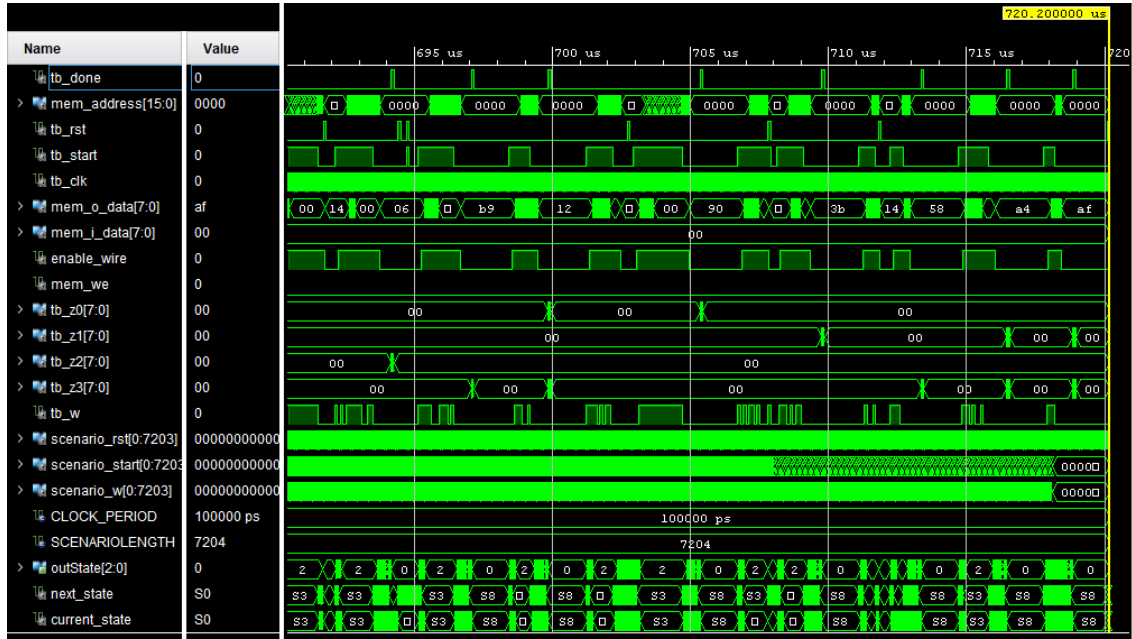 720.200000 us
Name Value
695 us 700 us 705 us 710 us 715 us 720
tb_done 0
> mem_address[15:0] 0000 0000 0000 0000 0000 0000 0000 0000 0000
tb_rst 0
tb_start 0
tb_clk 0
> mem_o_data[7:0] af 00 14 00 06 b9 12 00 90 3b 14 58 a4 af
> mem_i_data[7:0] 00 00
enable_wire 0
mem_we 0
> tb_z0[7:0] 00 00 00 00
> tb_z1[7:0] 00 00 00 00 00
> tb_z2[7:0] 00 00 00
> tb_z3[7:0] 00 00 00 00 00 00 00
tb_w 0
> scenario_rst[0:7203] 00000000000
> scenario_start[0:7203 00000000000 0000
> scenario_w[0:7203] 00000000000 0000
CLOCK_PERIOD 100000 ps 100000 ps
SCENARIOLENGTH 7204 7204
> outState[2:0] 0 2 2 0 2 0 2 0 2 2 0 2 2 0 0 2 0 0
next_state S0 S3 S3 S3 S8 S8 S3 S8 S3 S8 S8 S3 S8 S8
current_state S0 S3 S3 S3 S8 S8 S3 S8 S3 S8 S8 S3 S8 S8